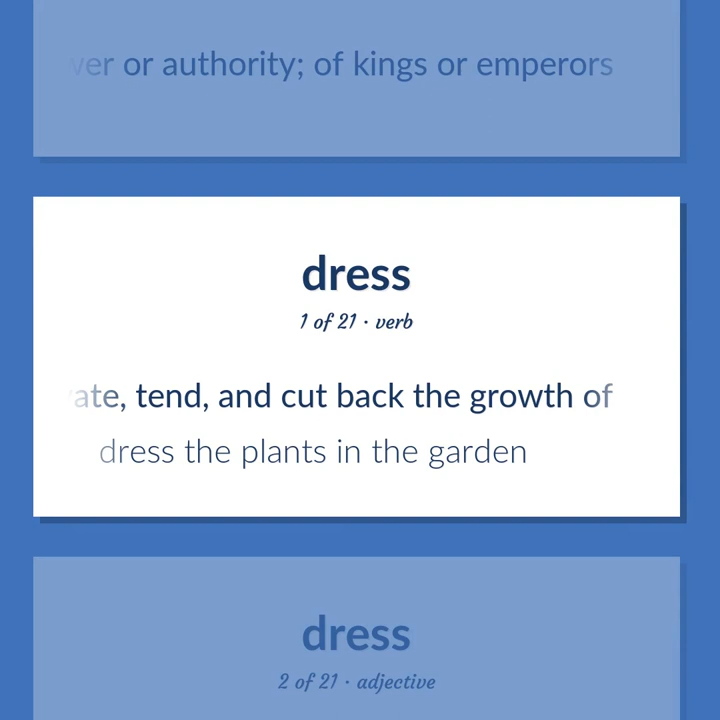 or authority; of kings or emperors
dress
1 of 21 · verb
tend, and cut back the growth of
dress the plants in the garden
dress
2 of 21 · adjective